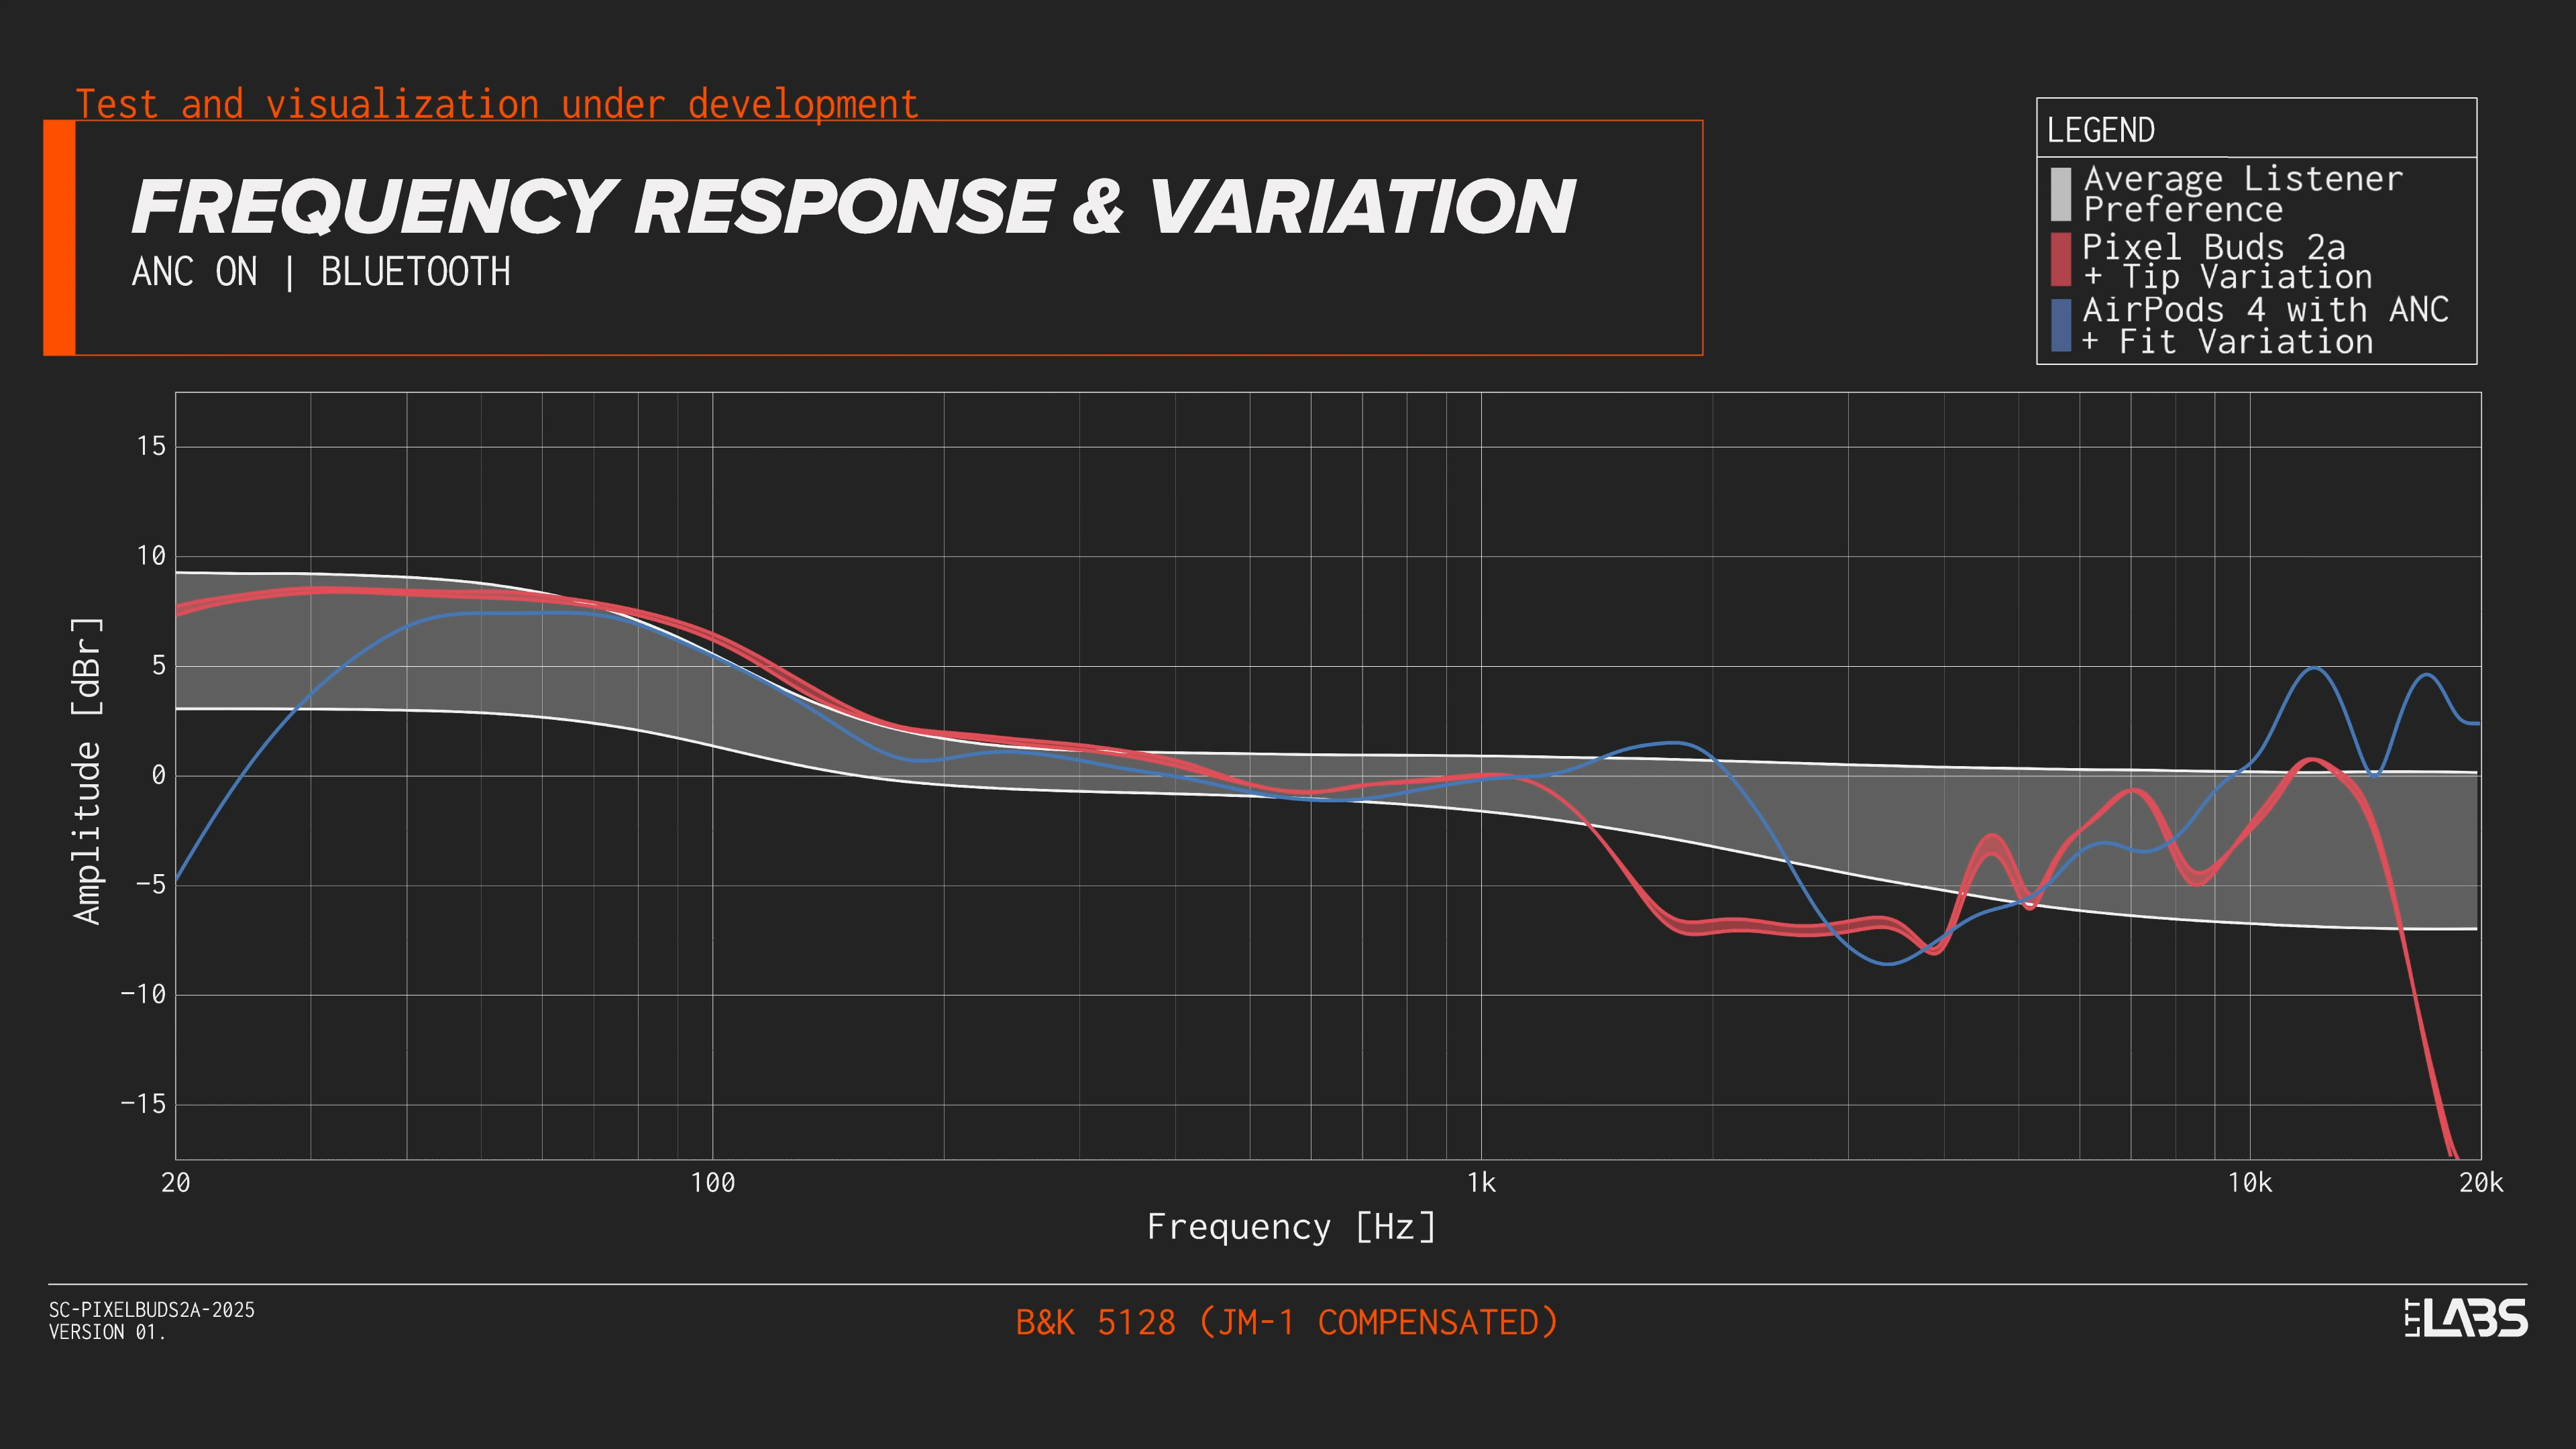 Test and visualization under development
FREQUENCY RESPONSE & VARIATION
ANC ON | BLUETOOTH
LEGEND
Average Listener
Preference
Pixel Buds 2a
+ Tip Variation
AirPods 4 with ANC
+ Fit Variation
15
10
5
0
−5
−10
−15
Amplitude [dBr]
20 100 1k 10k 20k
Frequency [Hz]
SC-PIXELBUDS2A-2025
VERSION 01.
B&K 5128 (JM-1 COMPENSATED)
LTT LABS